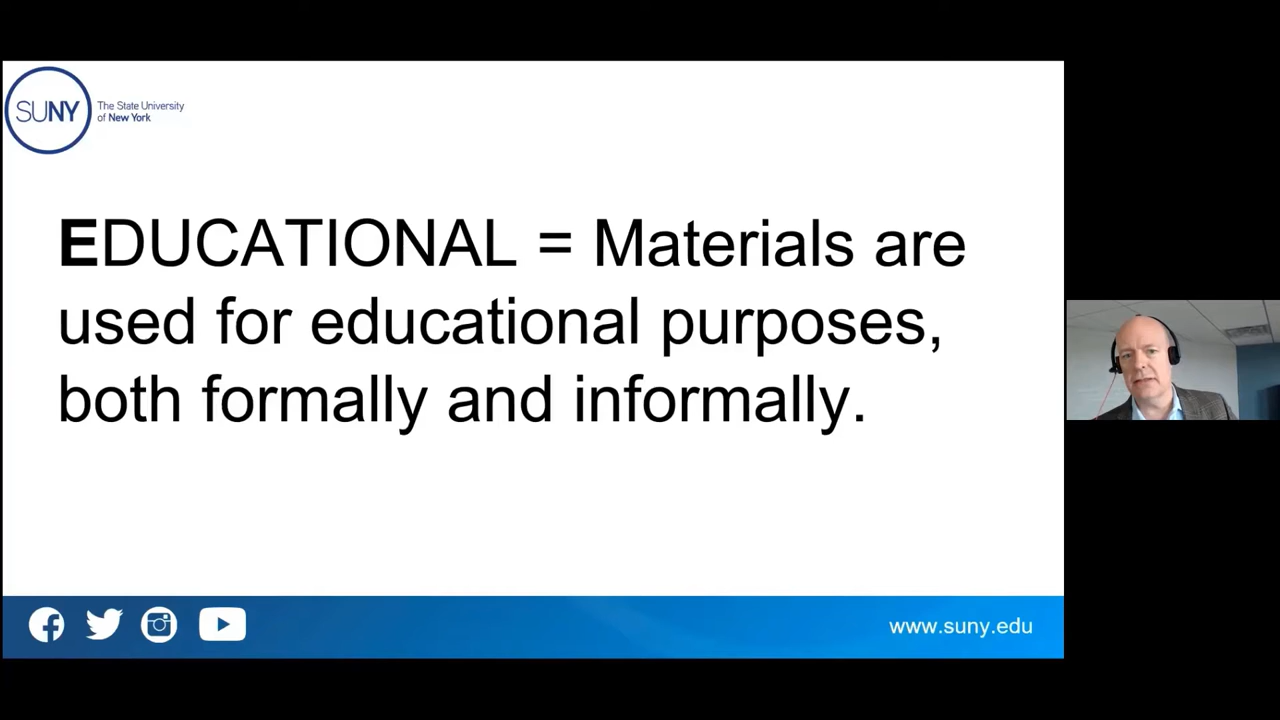 SUNY
The State University
of New York
EDUCATIONAL = Materials are
used for educational purposes,
both formally and informally.
www.suny.edu